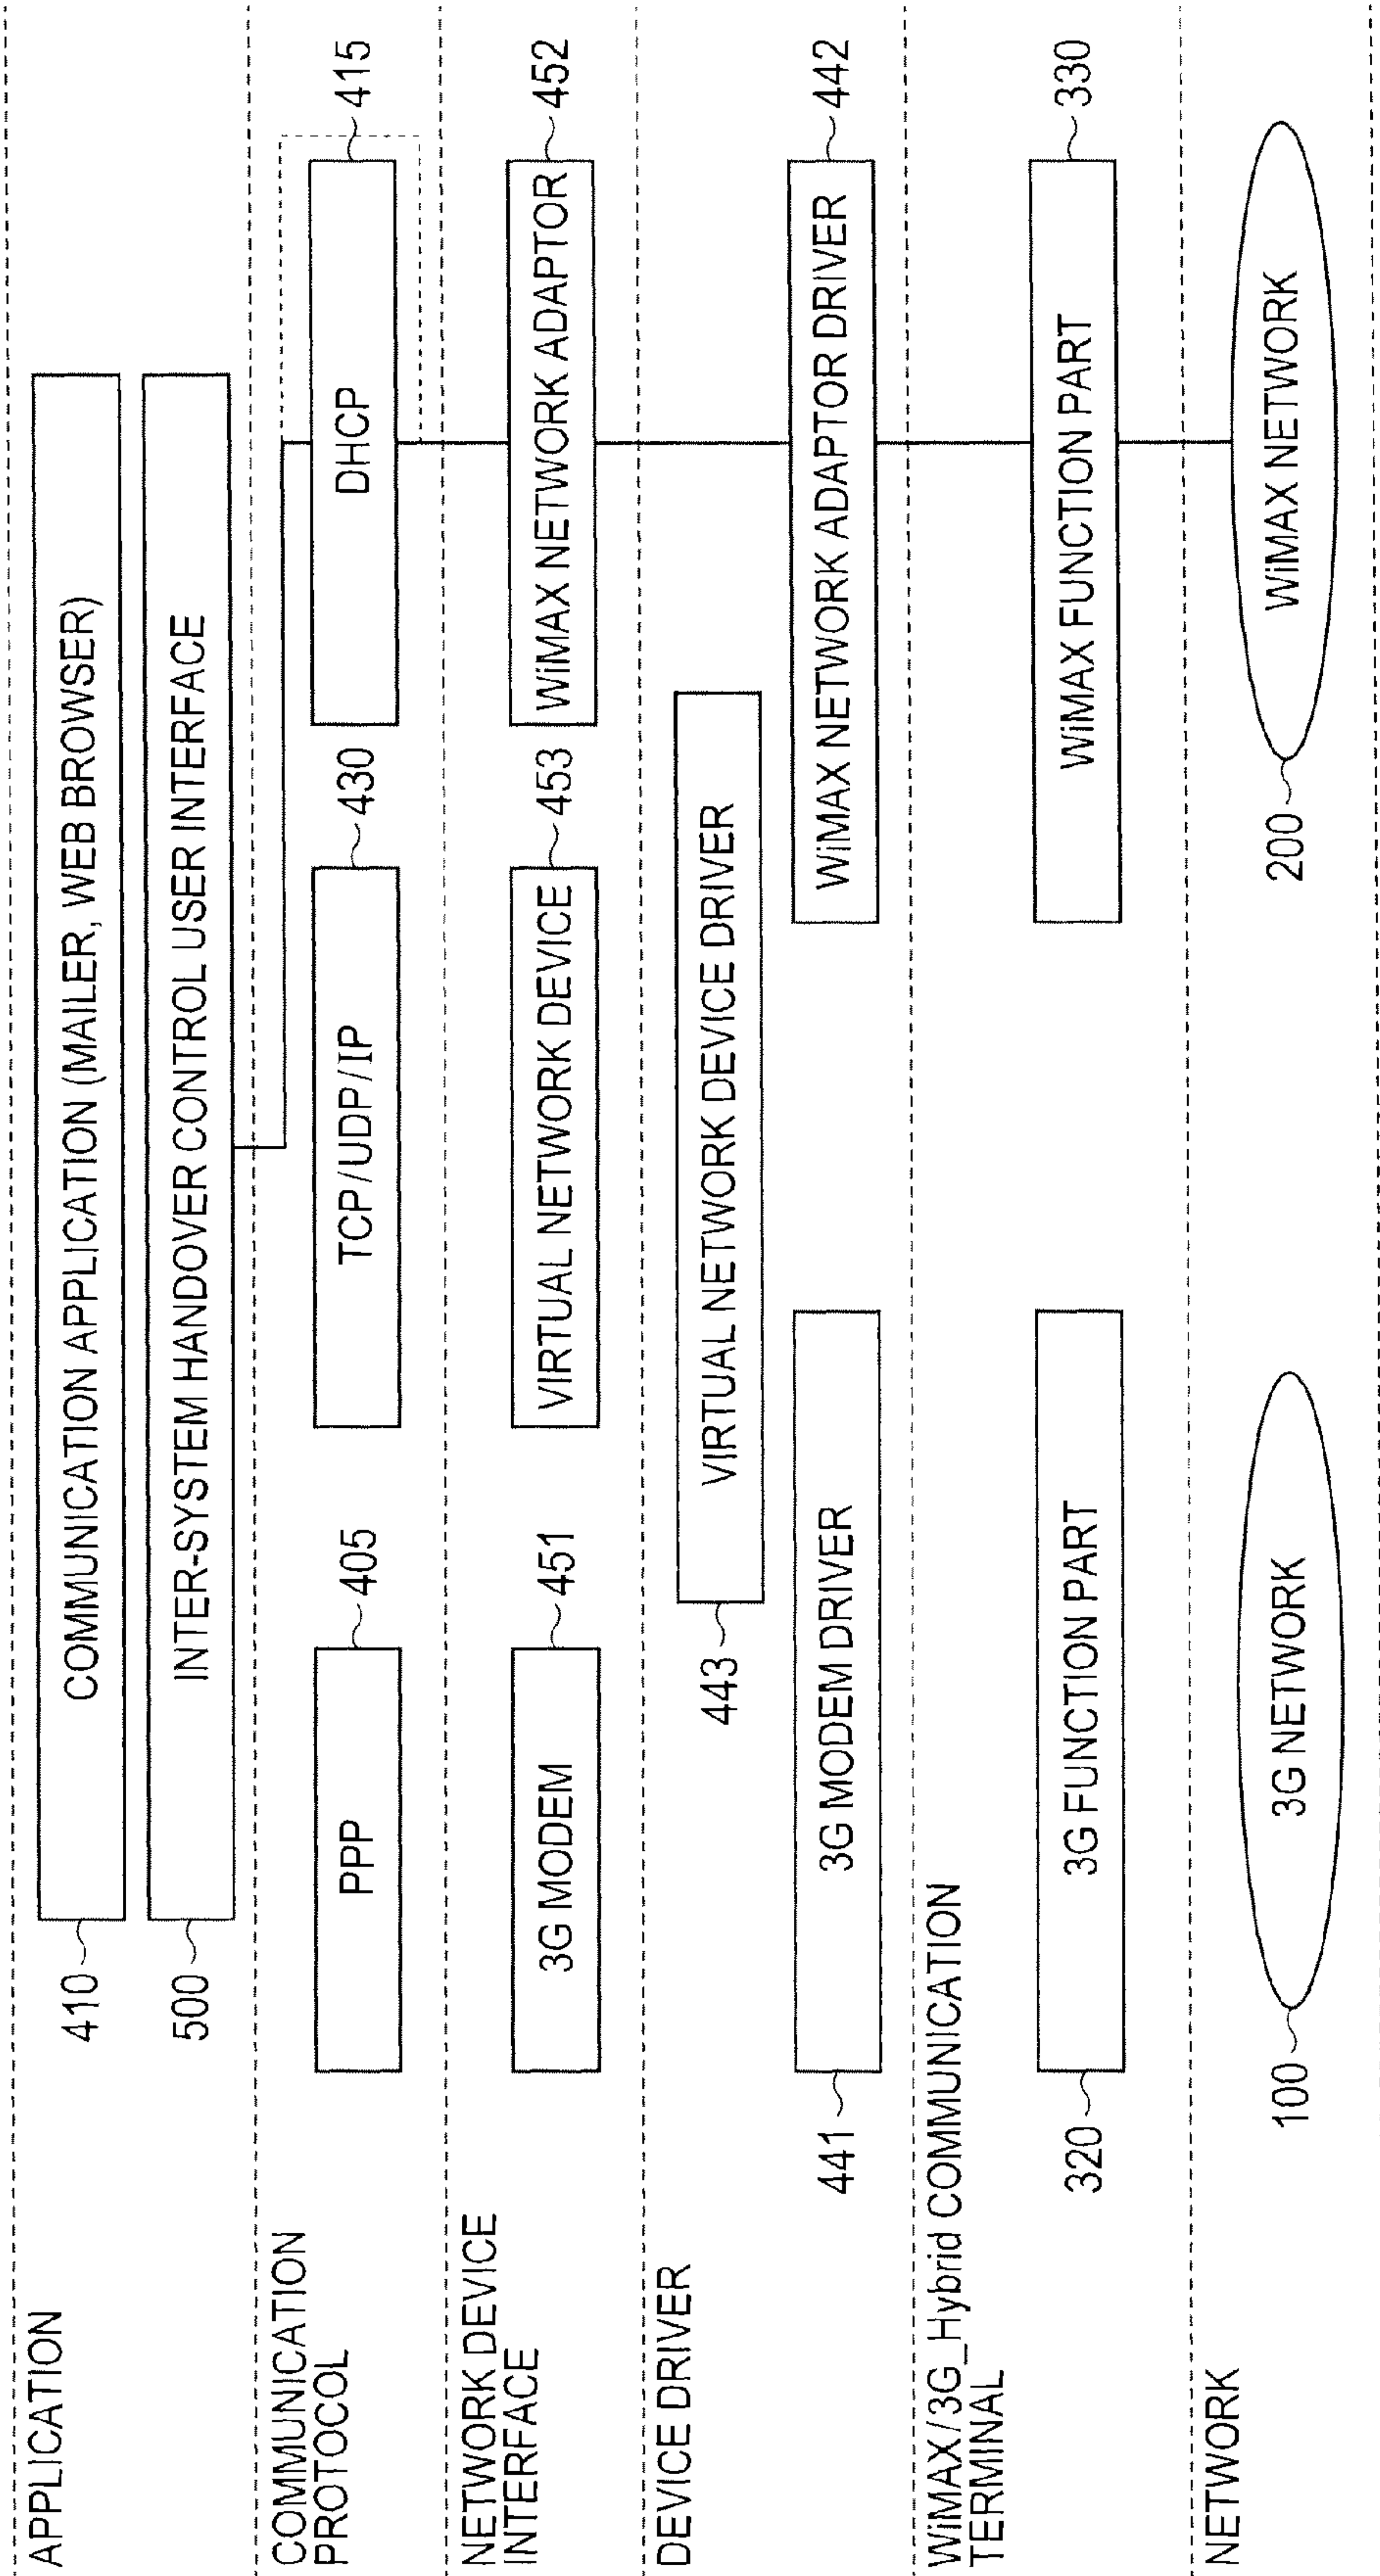 APPLICATION
410
COMMUNICATION APPLICATION (MAILER, WEB BROWSER)
500
INTER-SYSTEM HANDOVER CONTROL USER INTERFACE
COMMUNICATION
PROTOCOL
PPP
405
TCP/UDP/IP
430
DHCP
415
NETWORK DEVICE
INTERFACE
3G MODEM
451
VIRTUAL NETWORK DEVICE
453
WiMAX NETWORK ADAPTOR
452
DEVICE DRIVER
443
VIRTUAL NETWORK DEVICE DRIVER
441
3G MODEM DRIVER
WiMAX NETWORK ADAPTOR DRIVER
442
WiMAX/3G_Hybrid COMMUNICATION
TERMINAL
320
3G FUNCTION PART
WiMAX FUNCTION PART
330
NETWORK
100
3G NETWORK
200
WiMAX NETWORK